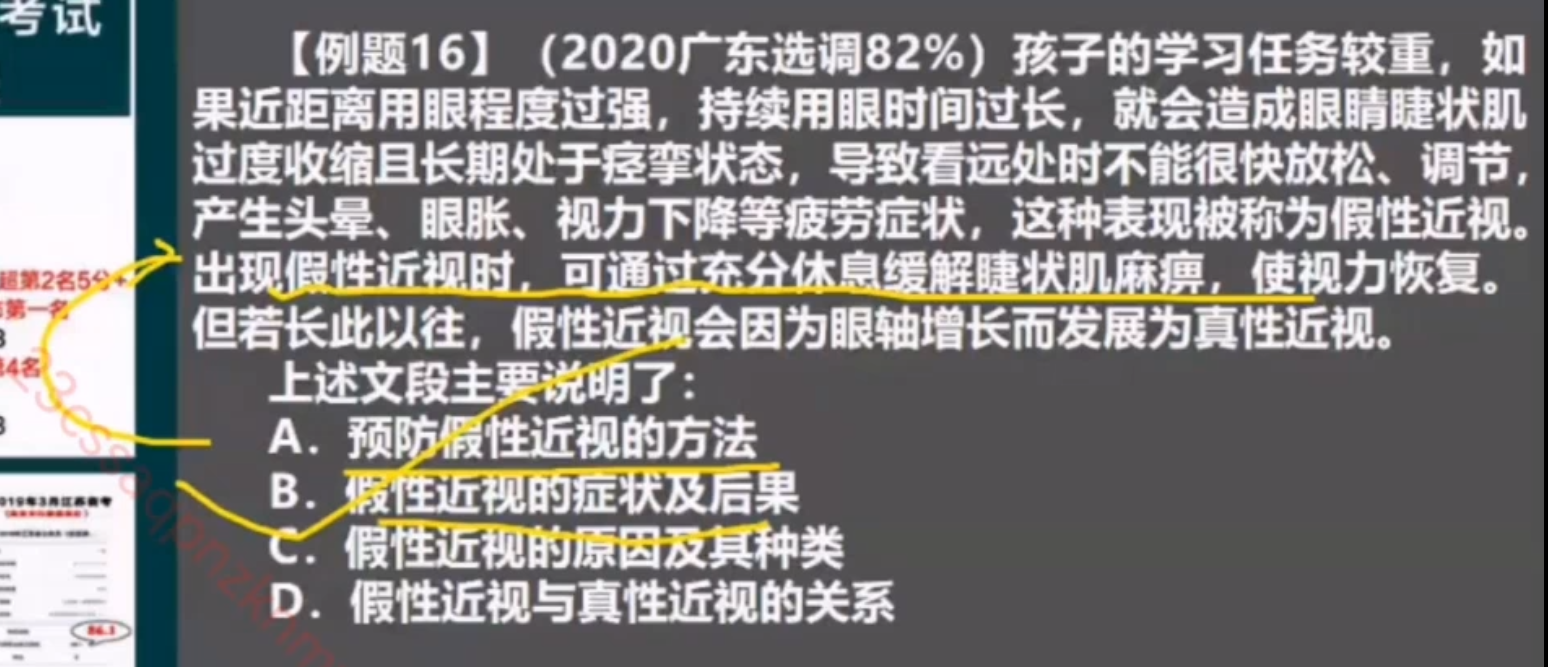 考试
【例题16】（2020广东选调82%）孩子的学习任务较重，如
果近距离用眼程度过强，持续用眼时间过长，就会造成眼睛睫状肌
过度收缩且长期处于痉挛状态，导致看远处时不能很快放松、调节，
产生头晕、眼胀、视力下降等疲劳症状，这种表现被称为假性近视。
出现假性近视时，可通过充分休息缓解睫状肌麻痹，使视力恢复。
但若长此以往，假性近视会因为眼轴增长而发展为真性近视。
上述文段主要说明了：
A．预防假性近视的方法
B．假性近视的症状及后果
C．假性近视的原因及其种类
D．假性近视与真性近视的关系
超第2名5分+
第一名
3
第4名
3
019年3月江苏省考
86.3